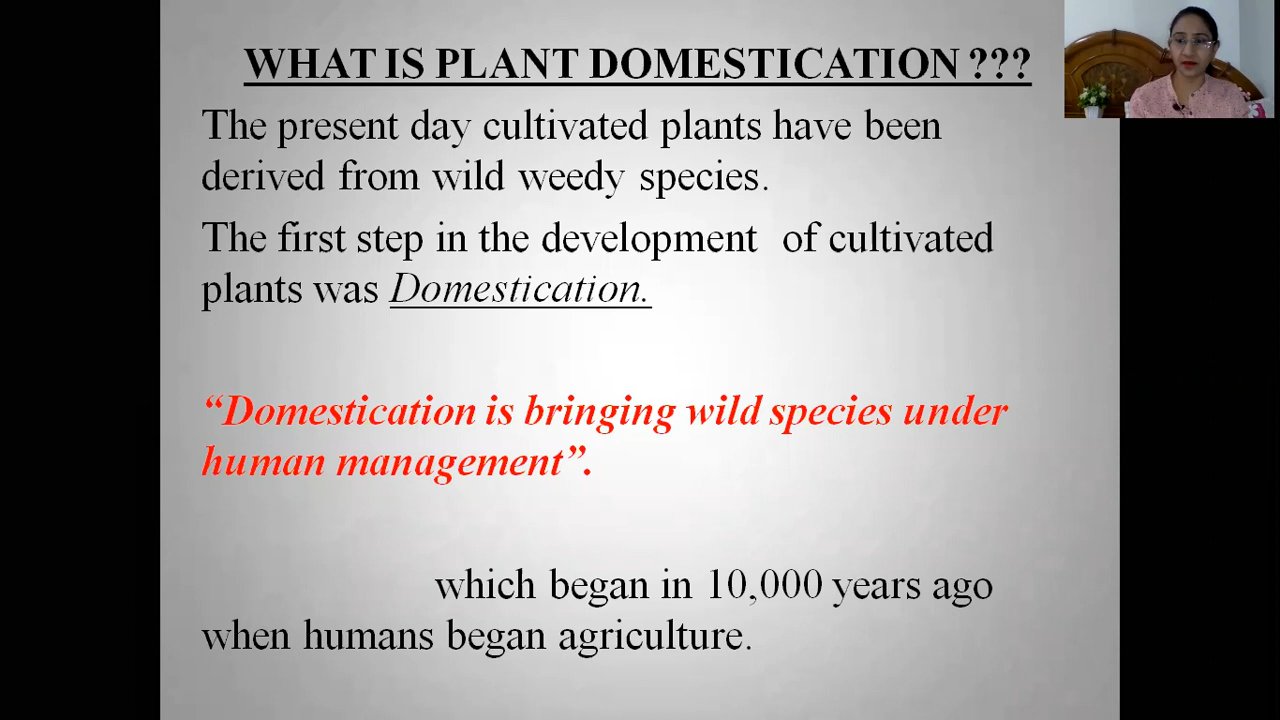 WHAT IS PLANT DOMESTICATION ???
The present day cultivated plants have been
derived from wild weedy species.
The first step in the development of cultivated
plants was Domestication.
“Domestication is bringing wild species under
human management”.
which began in 10,000 years ago
when humans began agriculture.